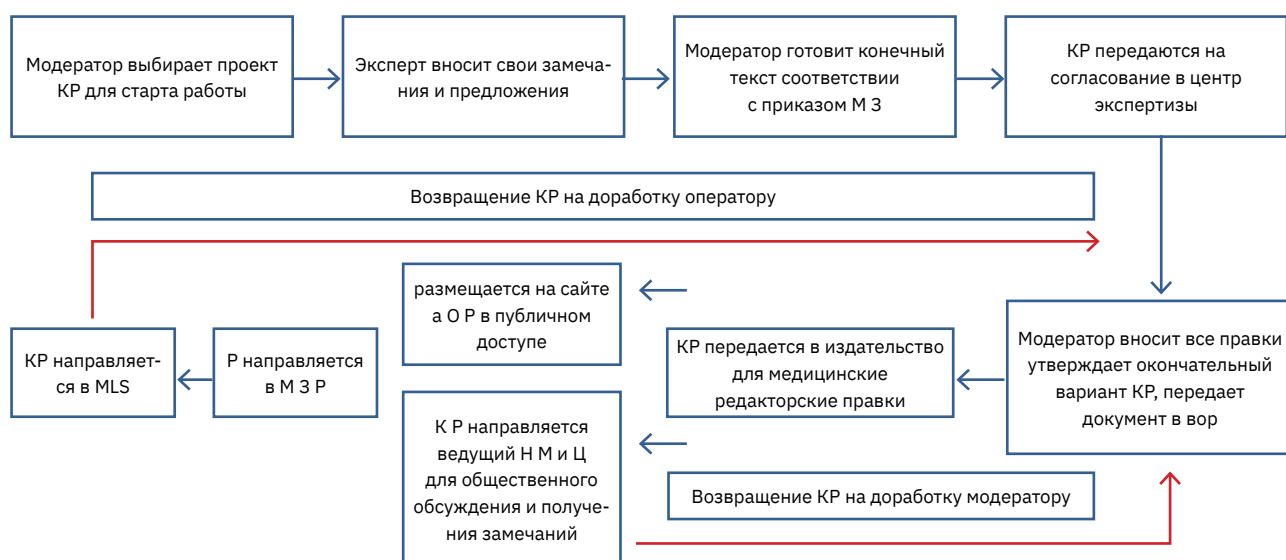 Модератор выбирает проект
КР для старта работы
Эксперт вносит свои замеча-
ния и предложения
Модератор готовит конечный
текст соответствии
с приказом М З
КР передаются на
согласование в центр
экспертизы
Возвращение КР на доработку оператору
размещается на сайте
а О Р в публичном
доступе
КР направляет-
ся в MLS
Р направляется
в М З Р
КР передается в издательство
для медицинские
редакторские правки
Модератор вносит все правки
утверждает окончательный
вариант КР, передает
документ в вор
К Р направляется
ведущий Н М и Ц
для общественного
обсуждения и получе-
ния замечаний
Возвращение КР на доработку модератору